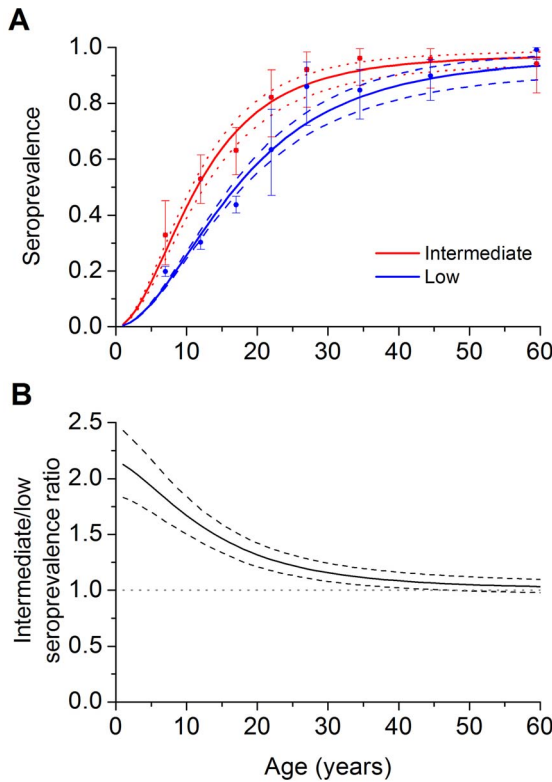 A
1.0
0.8
0.6
0.4
0.2
0.0
Seroprevalence
Intermediate
Low
0 10 20 30 40 50 60
B
2.5
2.0
1.5
1.0
0.5
0.0
Intermediate/low
seroprevalence ratio
0 10 20 30 40 50 60
Age (years)